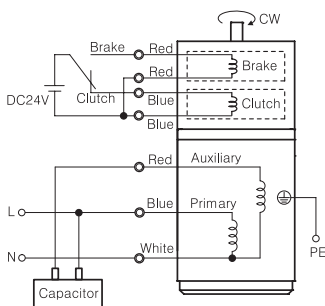 CW
Brake Red
Red Brake
DC24V Clutch Blue Clutch
Blue
Red Auxiliary
L Blue Primary
White
N PE
Capacitor